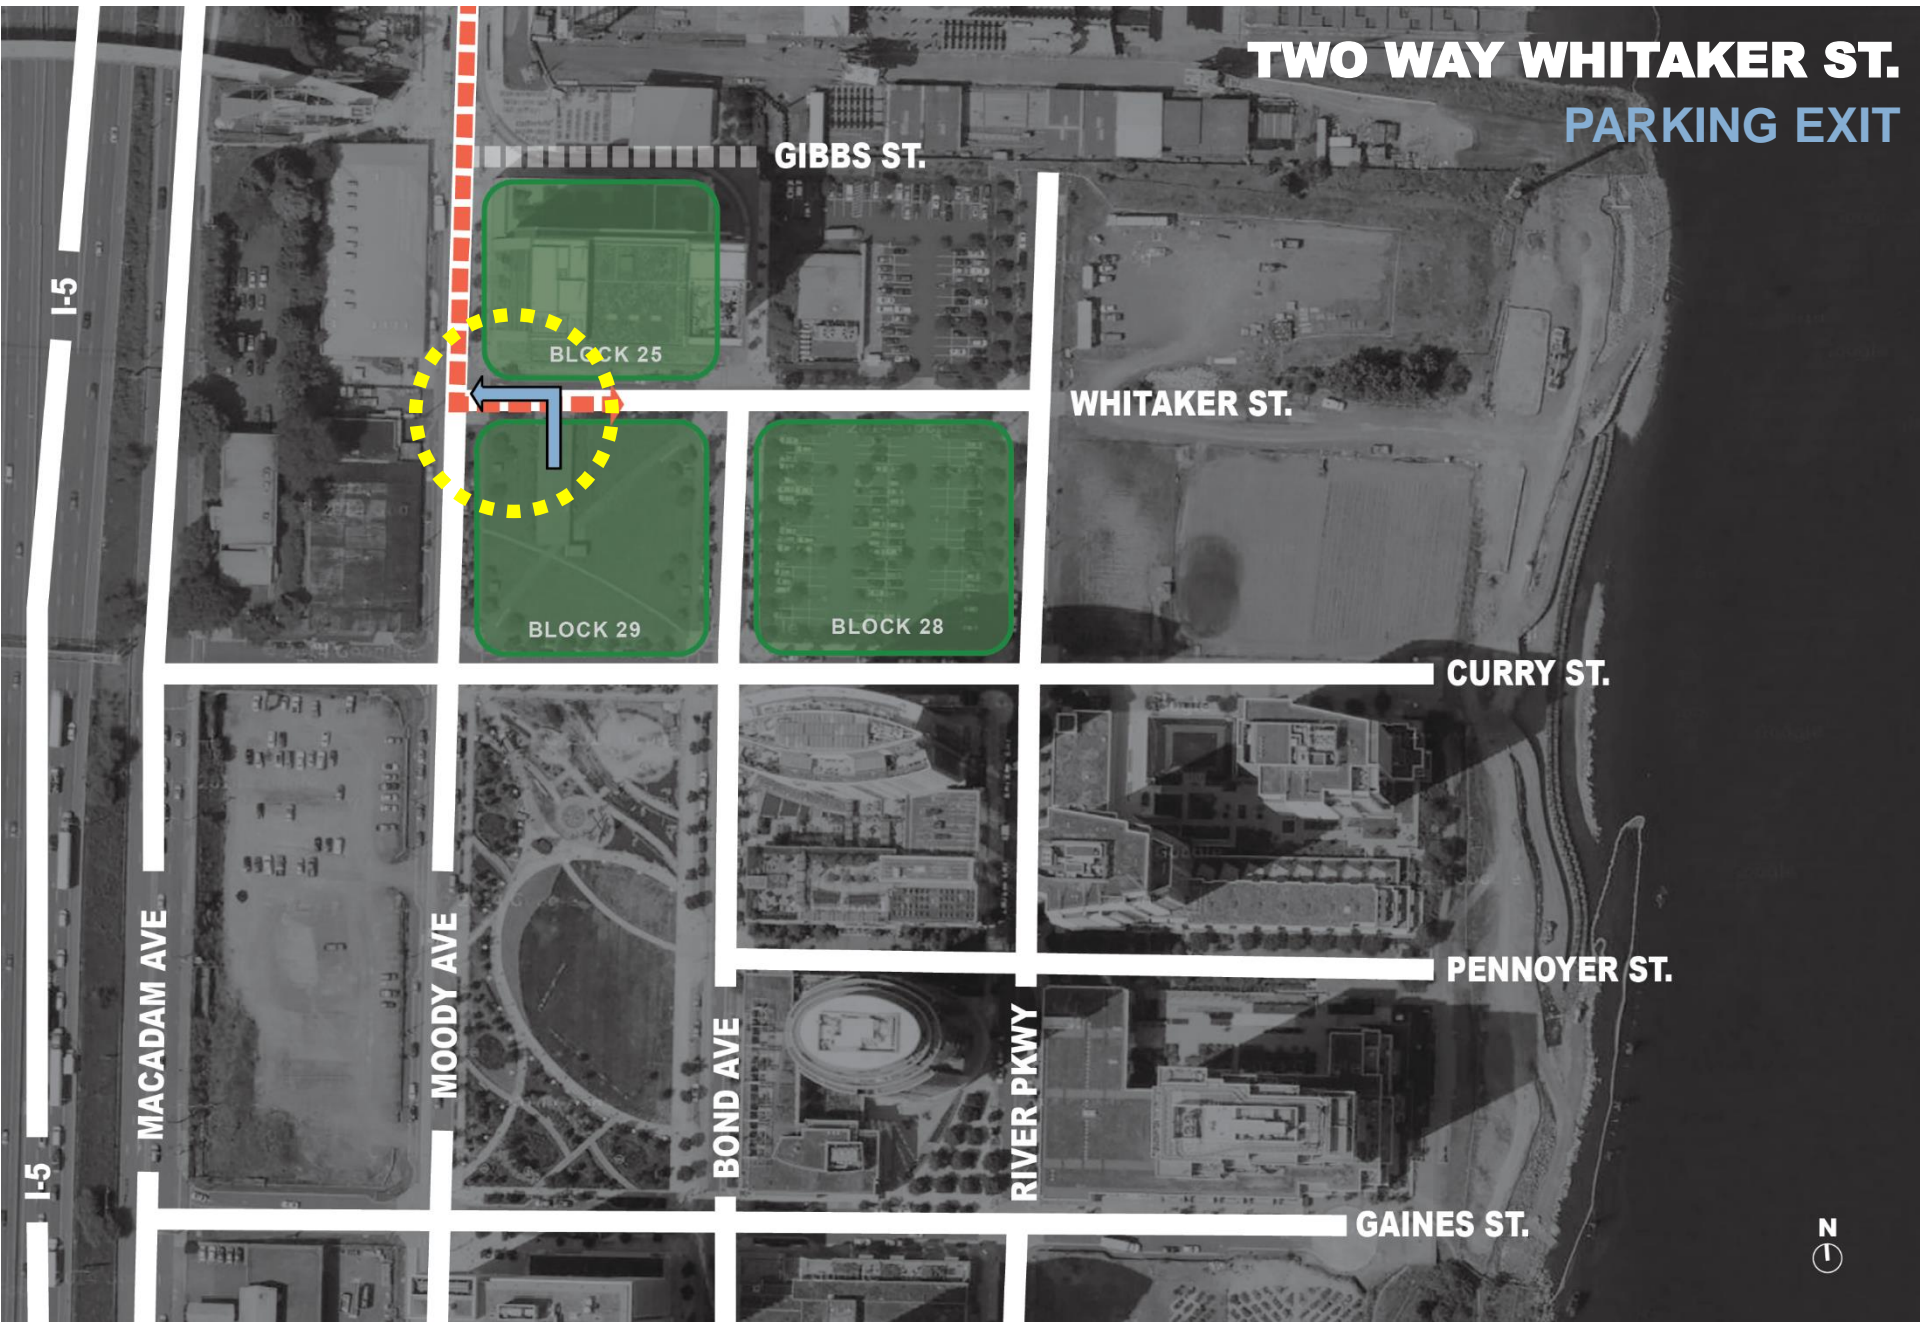 TWO WAY WHITAKER ST.
PARKING EXIT
GIBBS ST.
I-5
BLOCK 25
WHITAKER ST.
BLOCK 29
BLOCK 28
CURRY ST.
MACADAM AVE
MOODY AVE
PENNOYER ST.
BOND AVE
RIVER PKWY
I-5
GAINES ST.
N